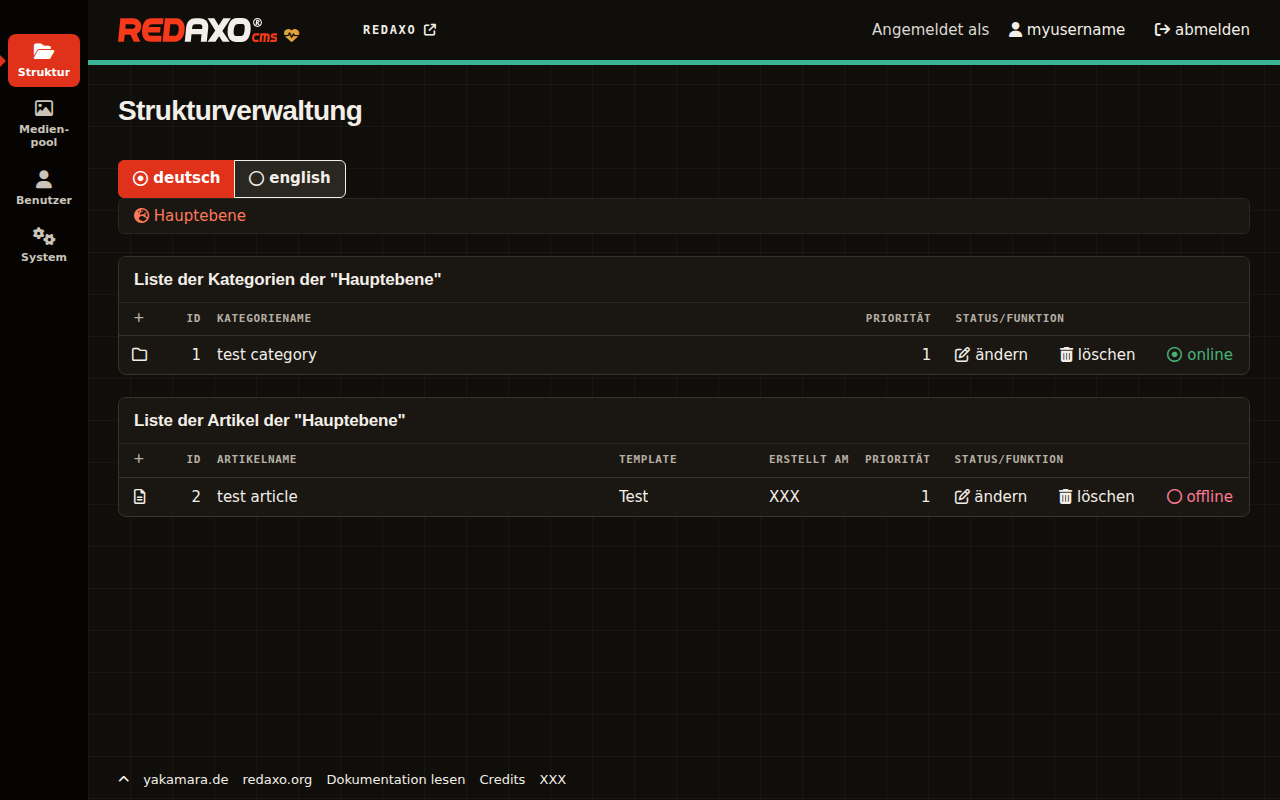 REDAXO® cms
REDAXO
Angemeldet als myusername abmelden
Struktur
Medien-
pool
Benutzer
System
Strukturverwaltung
deutsch english
Hauptebene
Liste der Kategorien der "Hauptebene"
+ ID KATEGORIENAME PRIORITÄT STATUS/FUNKTION
1 test category 1 ändern löschen online
Liste der Artikel der "Hauptebene"
+ ID ARTIKELNAME TEMPLATE ERSTELLT AM PRIORITÄT STATUS/FUNKTION
2 test article Test XXX 1 ändern löschen offline
yakamara.de redaxo.org Dokumentation lesen Credits XXX